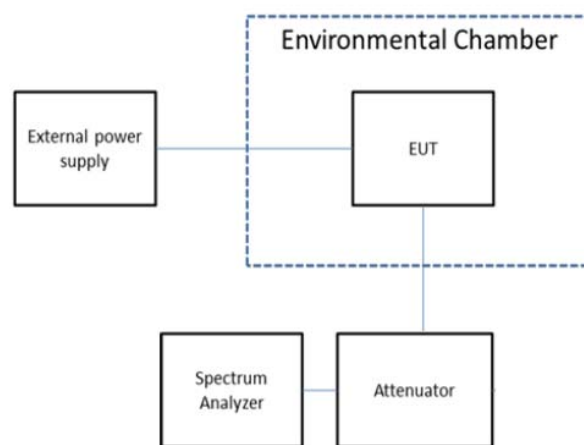 Environmental Chamber
External power
supply
EUT
Spectrum
Analyzer
Attenuator